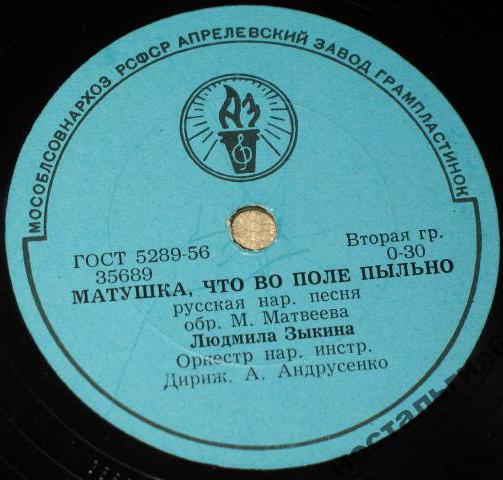 МОСОБЛСОВНАРХОЗ РСФСР АПРЕЛЕВСКИЙ ЗАВОД ГРАМПЛАСТИНОК
АЗ
ГОСТ 5289-56
Вторая гр.
35689
0-30
МАТУШКА, ЧТО ВО ПОЛЕ ПЫЛЬНО
русская нар. песня
обр. М. Матвеева
Людмила Зыкина
Оркестр нар. инстр.
Дириж. А. Андрусенко